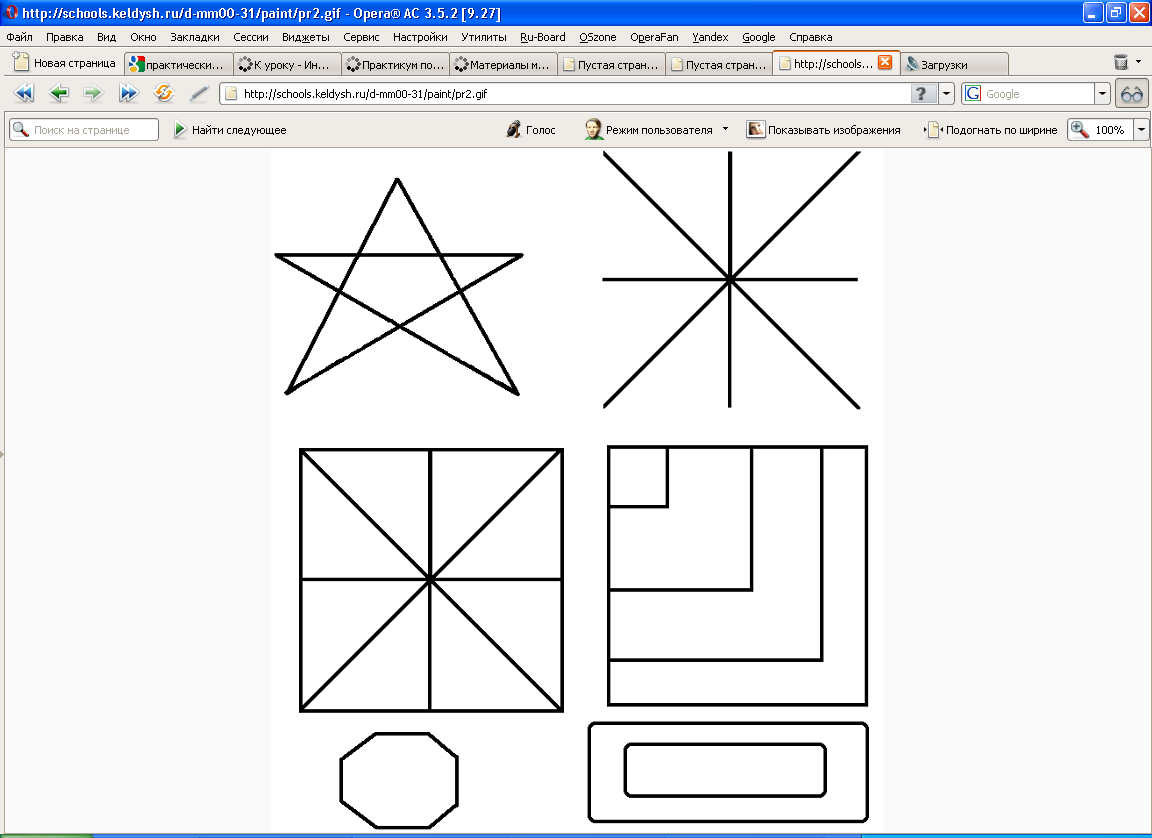 http://schools.keldysh.ru/d-mm00-31/paint/pr2.gif - Opera® AC 3.5.2 [9.27]
Файл Правка Вид Окно Закладки Сессии Виджеты Сервис Настройки Утилиты Ru-Board OSzone OperaFan Yandex Google Справка
Новая страница практически... К уроку - Ин... Практикум по... Материалы м... Пустая стран... Пустая стран... http://schools... Загрузки
http://schools.keldysh.ru/d-mm00-31/paint/pr2.gif ? G Google
Поиск на странице Найти следующее Голос Режим пользователя Показывать изображения Подогнать по ширине 100%